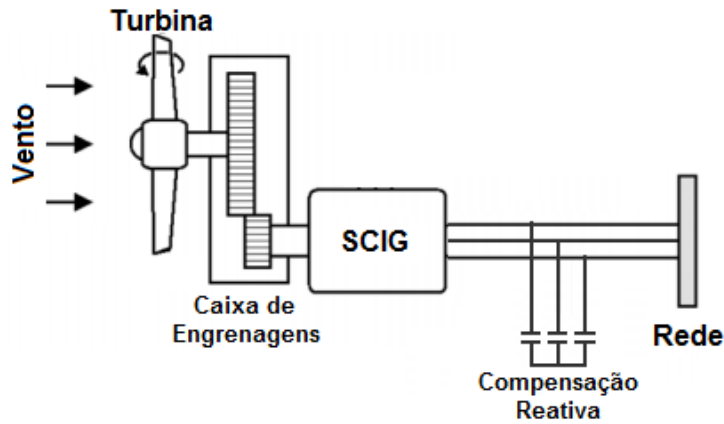 Turbina
Vento
SCIG
Caixa de
Engrenagens
Rede
Compensação
Reativa